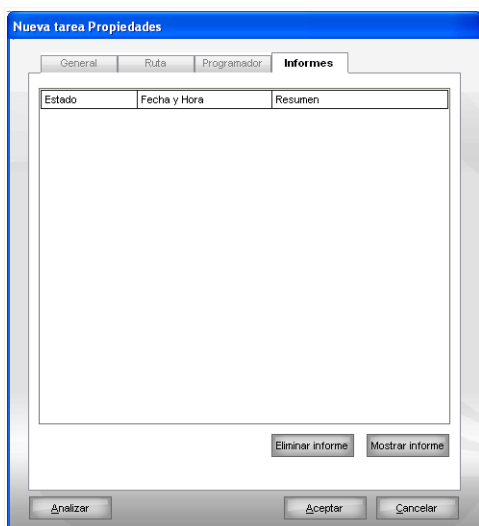 Nueva tarea Propiedades
General Ruta Programador Informes
Estado Fecha y Hora Resumen
Eliminar informe Mostrar informe
Analizar Aceptar Cancelar